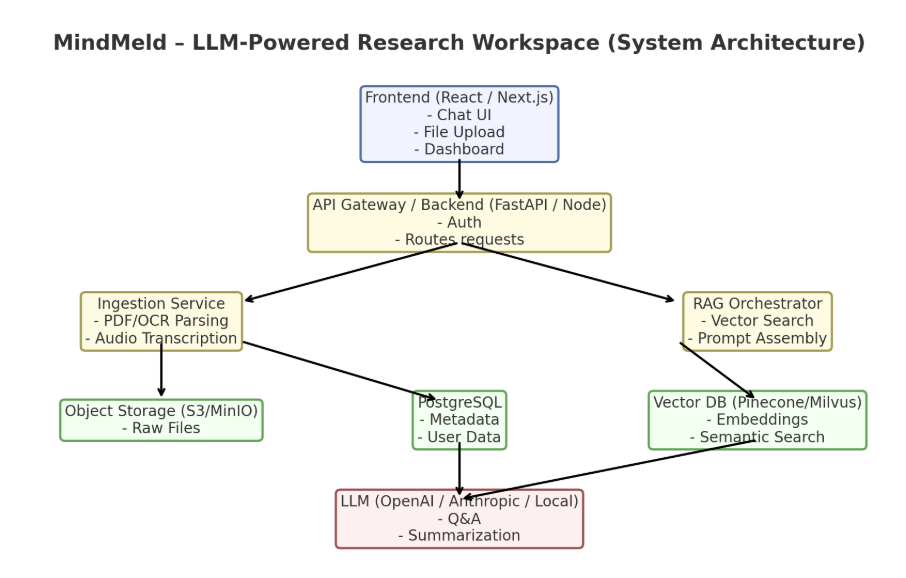 MindMeld – LLM-Powered Research Workspace (System Architecture)
Frontend (React / Next.js)
- Chat UI
- File Upload
- Dashboard
API Gateway / Backend (FastAPI / Node)
- Auth
- Routes requests
Ingestion Service
- PDF/OCR Parsing
- Audio Transcription
RAG Orchestrator
- Vector Search
- Prompt Assembly
Object Storage (S3/MinIO)
- Raw Files
PostgreSQL
- Metadata
- User Data
Vector DB (Pinecone/Milvus)
- Embeddings
- Semantic Search
LLM (OpenAI / Anthropic / Local)
- Q&A
- Summarization